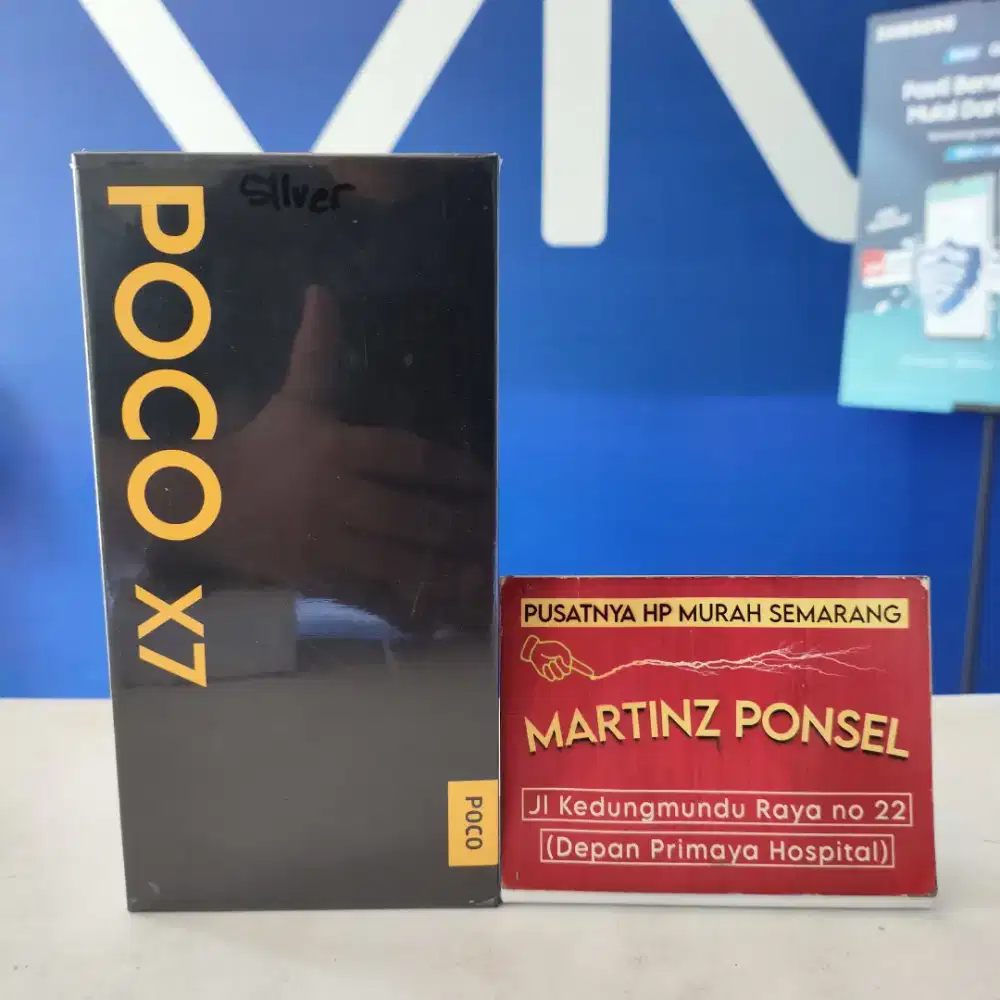 SIlver
POCO X7
POCO
PUSATNYA HP MURAH SEMARANG
MARTINZ PONSEL
Jl Kedungmundu Raya no 22
(Depan Primaya Hospital)
SAMSUNG